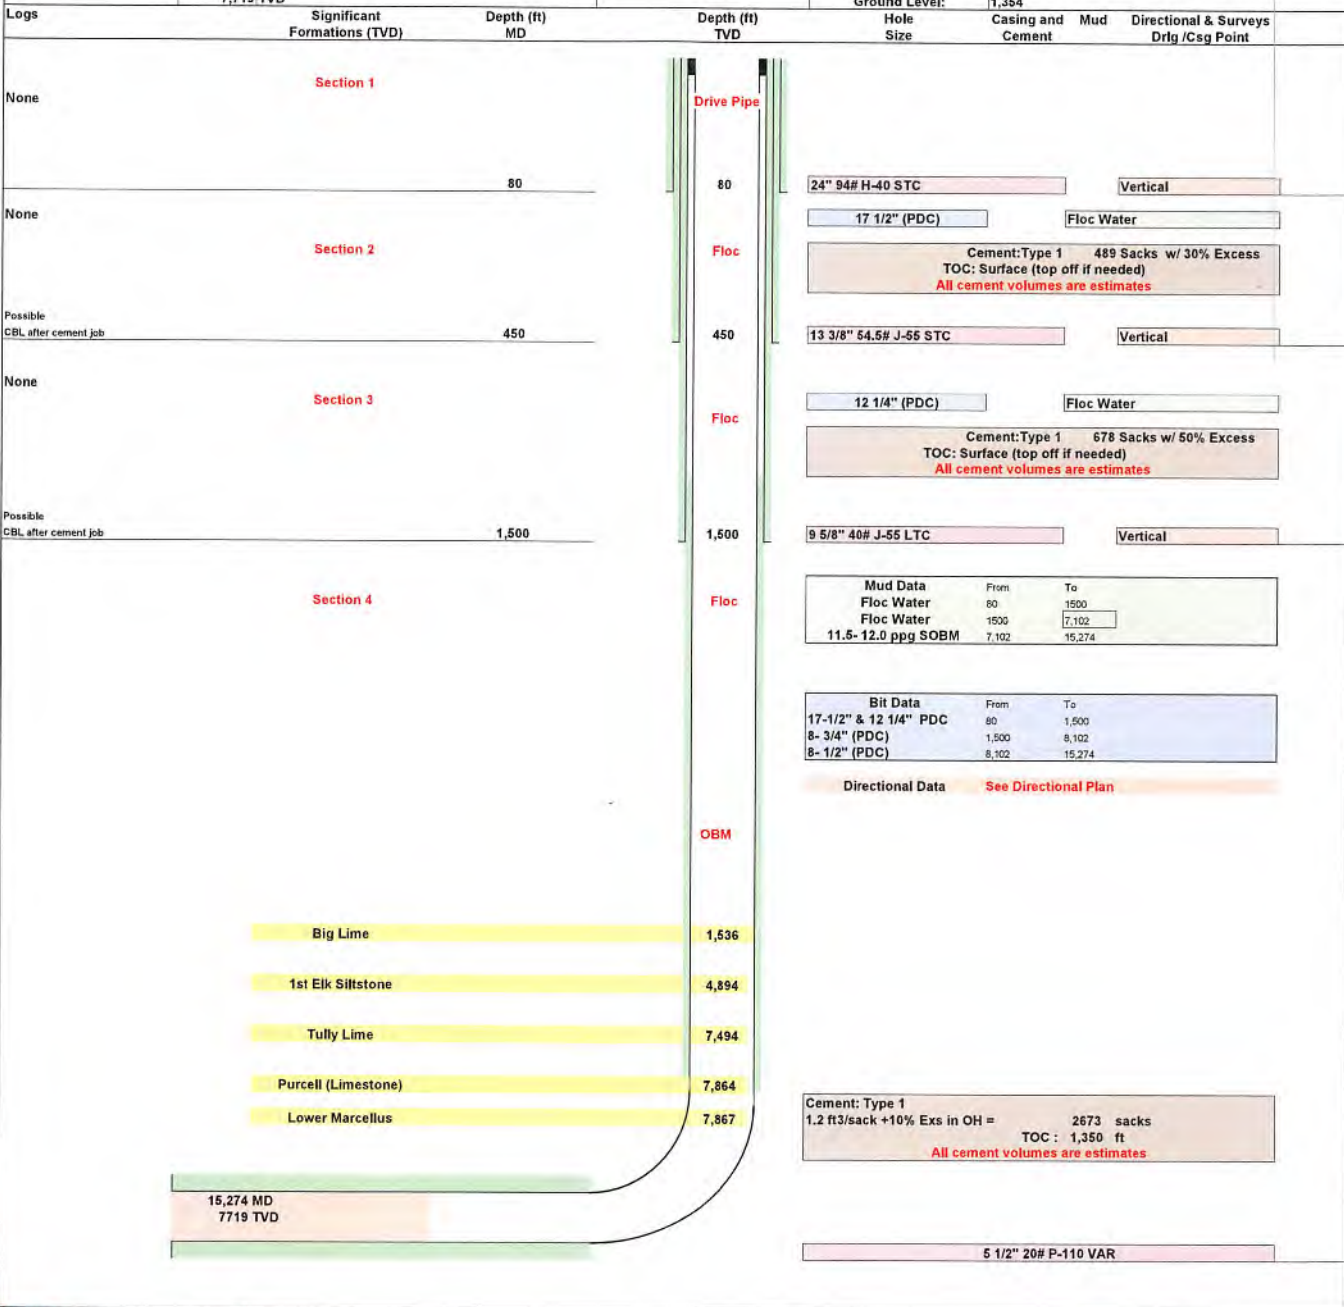 7,719 TVD
Ground Level: 1,354
Logs Significant Depth (ft) Depth (ft) Hole Casing and Mud Directional & Surveys
Formations (TVD) MD TVD Size Cement Drlg /Csg Point
Section 1
None
Drive Pipe
80 80 24" 94# H-40 STC Vertical
None 17 1/2" (PDC) Floc Water
Section 2 Floc
Cement:Type 1 489 Sacks w/ 30% Excess
TOC: Surface (top off if needed)
All cement volumes are estimates
Possible
CBL after cement job 450 450 13 3/8" 54.5# J-55 STC Vertical
None
Section 3 12 1/4" (PDC) Floc Water
Floc
Cement:Type 1 678 Sacks w/ 50% Excess
TOC: Surface (top off if needed)
All cement volumes are estimates
Possible
CBL after cement job 1,500 1,500 9 5/8" 40# J-55 LTC Vertical
Section 4 Floc
Mud Data From To
Floc Water 80 1500
Floc Water 1500 7,102
11.5- 12.0 ppg SOBM 7,102 15,274
Bit Data From To
17-1/2" & 12 1/4" PDC 80 1,500
8- 3/4" (PDC) 1,500 8,102
8- 1/2" (PDC) 8,102 15,274
Directional Data See Directional Plan
OBM
Big Lime 1,536
1st Elk Siltstone 4,894
Tully Lime 7,494
Purcell (Limestone) 7,864
Lower Marcellus 7,867
Cement: Type 1
1.2 ft3/sack +10% Exs in OH = 2673 sacks
TOC : 1,350 ft
All cement volumes are estimates
15,274 MD
7719 TVD
5 1/2" 20# P-110 VAR